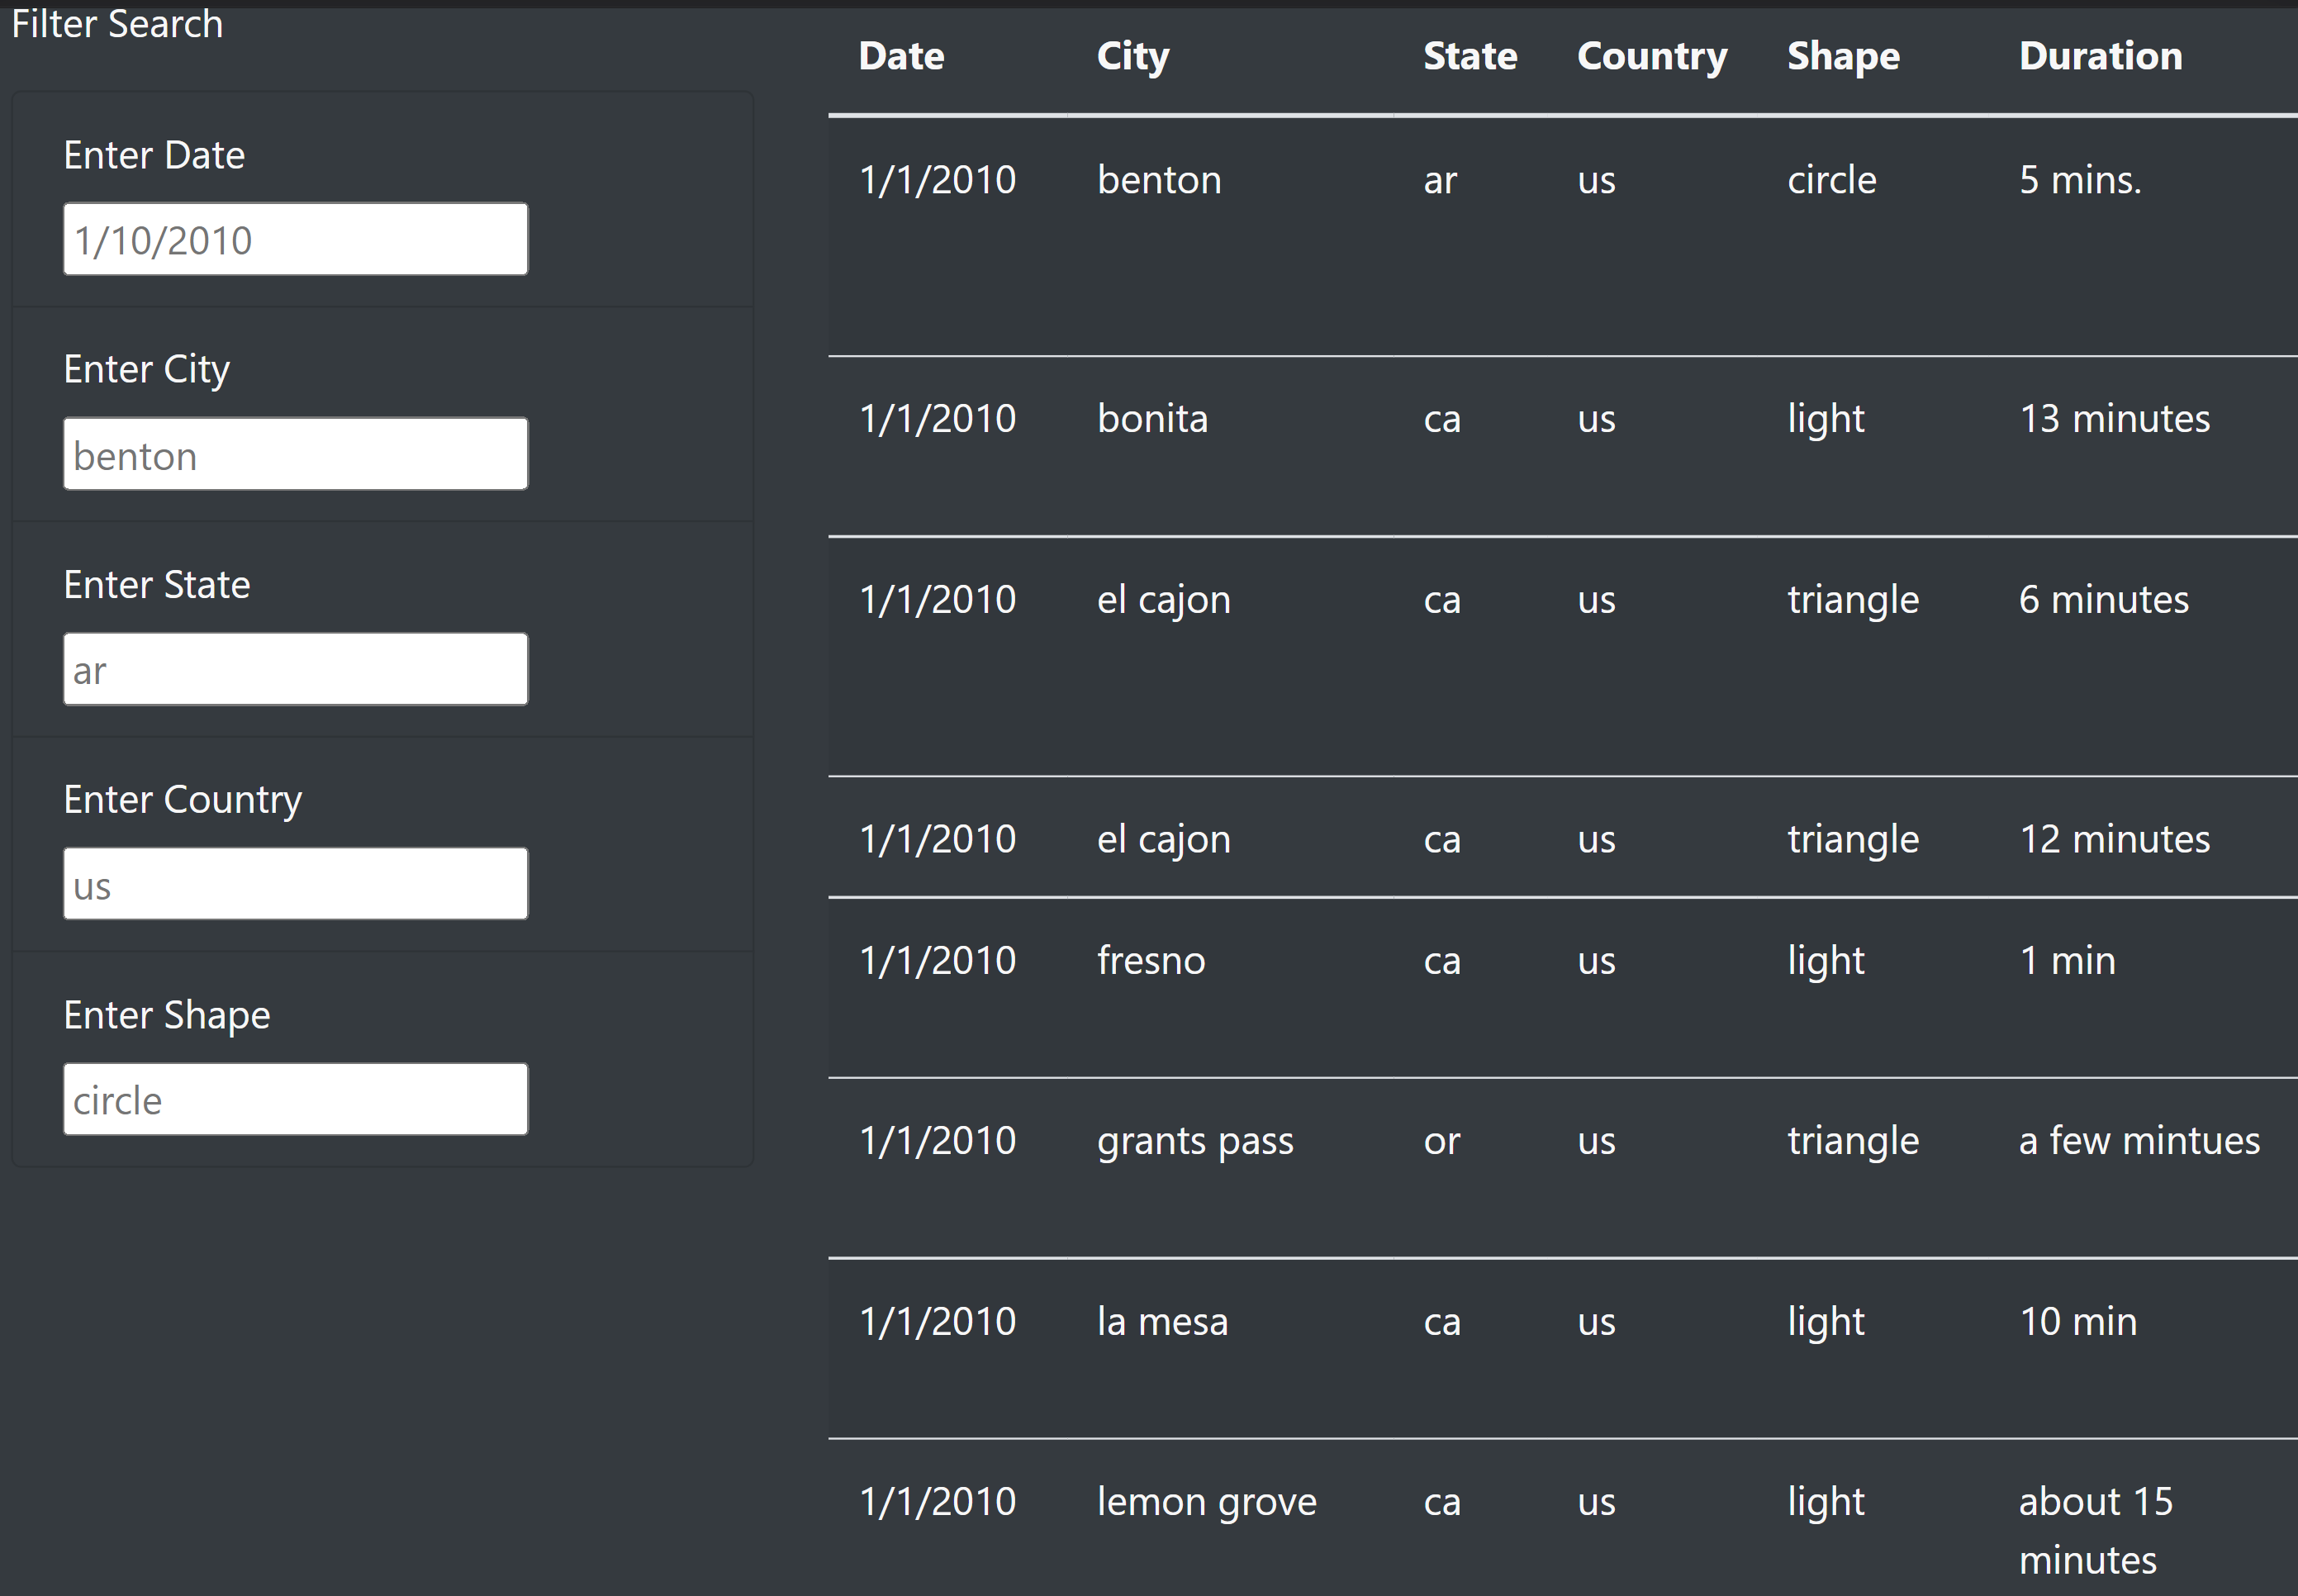 Filter Search
Enter Date
1/10/2010
Enter City
benton
Enter State
ar
Enter Country
us
Enter Shape
circle
Date City State Country Shape Duration
1/1/2010 benton ar us circle 5 mins.
1/1/2010 bonita ca us light 13 minutes
1/1/2010 el cajon ca us triangle 6 minutes
1/1/2010 el cajon ca us triangle 12 minutes
1/1/2010 fresno ca us light 1 min
1/1/2010 grants pass or us triangle a few mintues
1/1/2010 la mesa ca us light 10 min
1/1/2010 lemon grove ca us light about 15
minutes